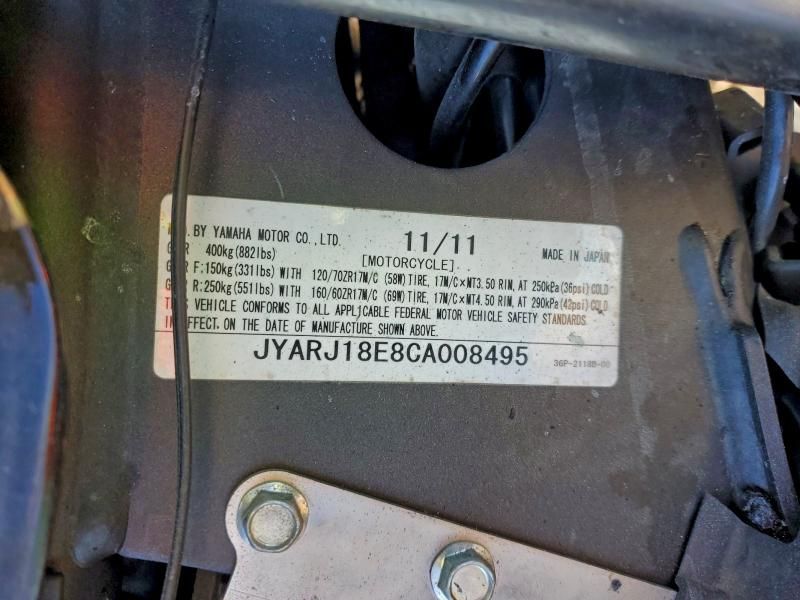 BY YAMAHA MOTOR CO.,LTD. 11/11 MADE IN JAPAN
400kg(882lbs) [MOTORCYCLE]
F:150kg(331lbs) WITH 120/70ZR17M/C (58W)TIRE, 17M/C×MT3.50 RIM, AT 250kPa(36psi)COLD
R:250kg(551lbs) WITH 160/60ZR17M/C (69W)TIRE, 17M/C×MT4.50 RIM, AT 290kPa(42psi)COLD
VEHICLE CONFORMS TO ALL APPLICABLE FEDERAL MOTOR VEHICLE SAFETY STANDARDS
IN EFFECT, ON THE DATE OF MANUFACTURE SHOWN ABOVE.
JYARJ18E8CA008495 36P-2118B-00